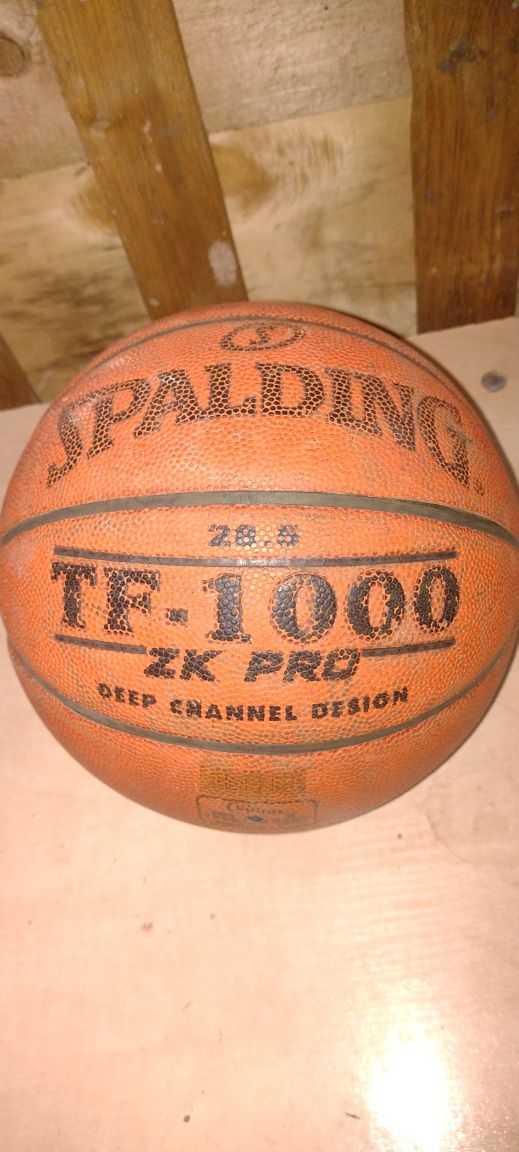 SPALDING
28.5
TF-1000
ZK PRO
DEEP CHANNEL DESIGN